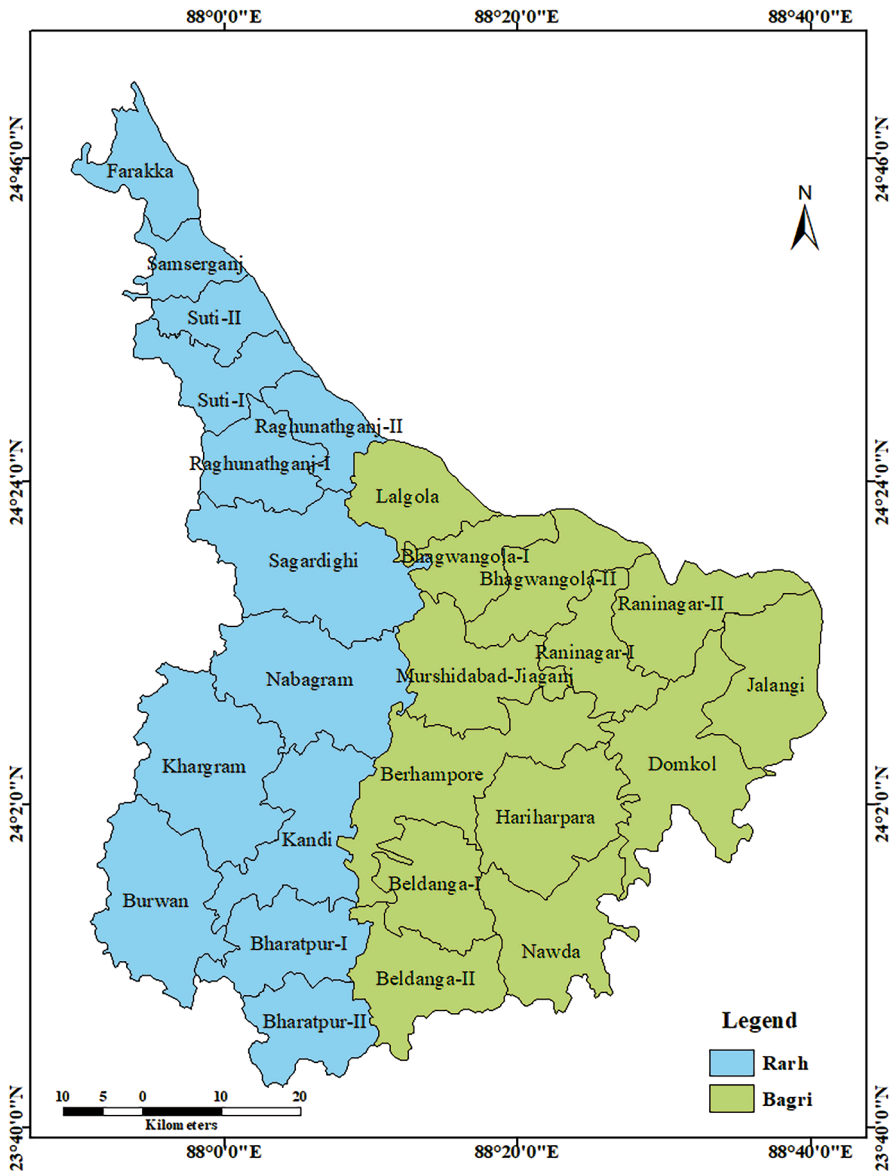 88°0'0"E 88°20'0"E 88°40'0"E
24°46'0"N 24°46'0"N
N
Farakka
Samserganj
Suti-II
Suti-I
Raghunathganj-II
Raghunathganj-I
Lalgola
24°24'0"N 24°24'0"N
Sagardighi
Bhagwangola-I
Bhagwangola-II
Raninagar-II
Raninagar-I
Nabagram
Murshidabad-Jiaganj
Jalangi
Khargram
Berhampore
Domkol
24°2'0"N 24°2'0"N
Hariharpara
Kandi
Beldanga-I
Burwan
Bharatpur-I
Nawda
Beldanga-II
Bharatpur-II
Legend
Rarh
Bagri
10 5 0 10 20
Kilometers
23°40'0"N 23°40'0"N
88°0'0"E 88°20'0"E 88°40'0"E